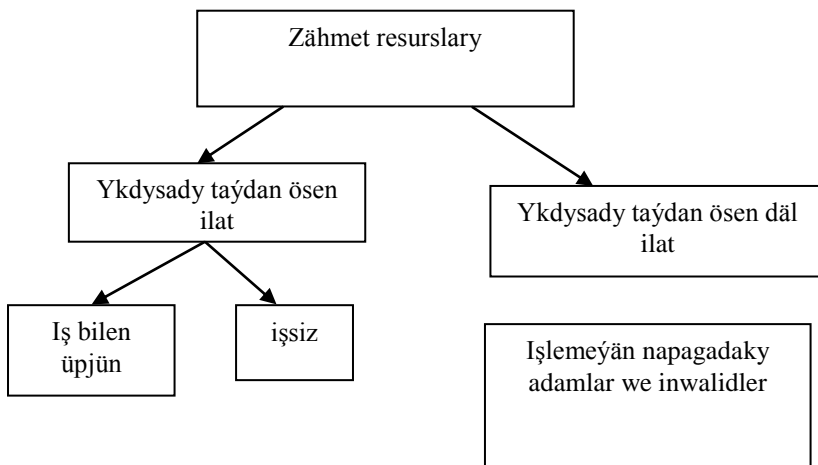 Zähmet resurslary
Ykdysady taýdan ösen
ilat
Ykdysady taýdan ösen däl
ilat
Iş bilen
üpjün
işsiz
Işlemeýän napagadaky
adamlar we inwalidler